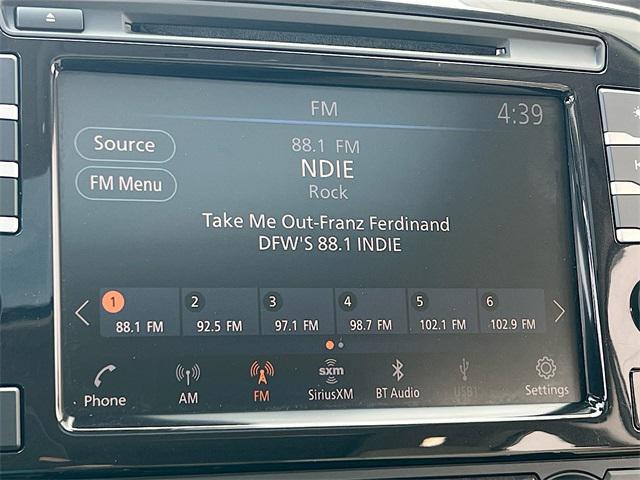 FM
4:39
Source
88.1 FM
NDIE
FM Menu
Rock
Take Me Out-Franz Ferdinand
DFW'S 88.1 INDIE
1 2 3 4 5 6
88.1 FM 92.5 FM 97.1 FM 98.7 FM 102.1 FM 102.9 FM
sxm
Phone AM FM SiriusXM BT Audio USB1 Settings